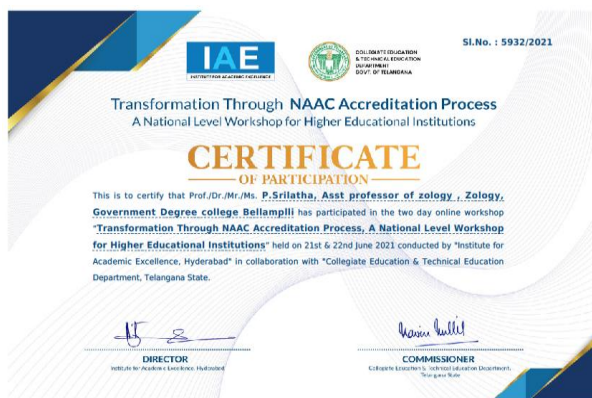 Sl.No. : 5932/2021
IAE
INSTITUTE FOR ACADEMIC EXCELLENCE
COLLEGIATE EDUCATION
& TECHNICAL EDUCATION
DEPARTMENT
GOVT. OF TELANGANA
Transformation Through NAAC Accreditation Process
A National Level Workshop for Higher Educational Institutions
CERTIFICATE
OF PARTICIPATION
This is to certify that Prof./Dr./Mr./Ms. P.Srilatha, Asst professor of zology , Zology,
Government Degree college Bellamplli has participated in the two day online workshop
"Transformation Through NAAC Accreditation Process, A National Level Workshop
for Higher Educational Institutions" held on 21st & 22nd June 2021 conducted by "Institute for
Academic Excellence, Hyderabad" in collaboration with "Collegiate Education & Technical Education
Department, Telangana State.
DIRECTOR
Institute for Academic Excellence, Hyderabad
COMMISSIONER
Collegiate Education & Technical Education Department,
Telangana State